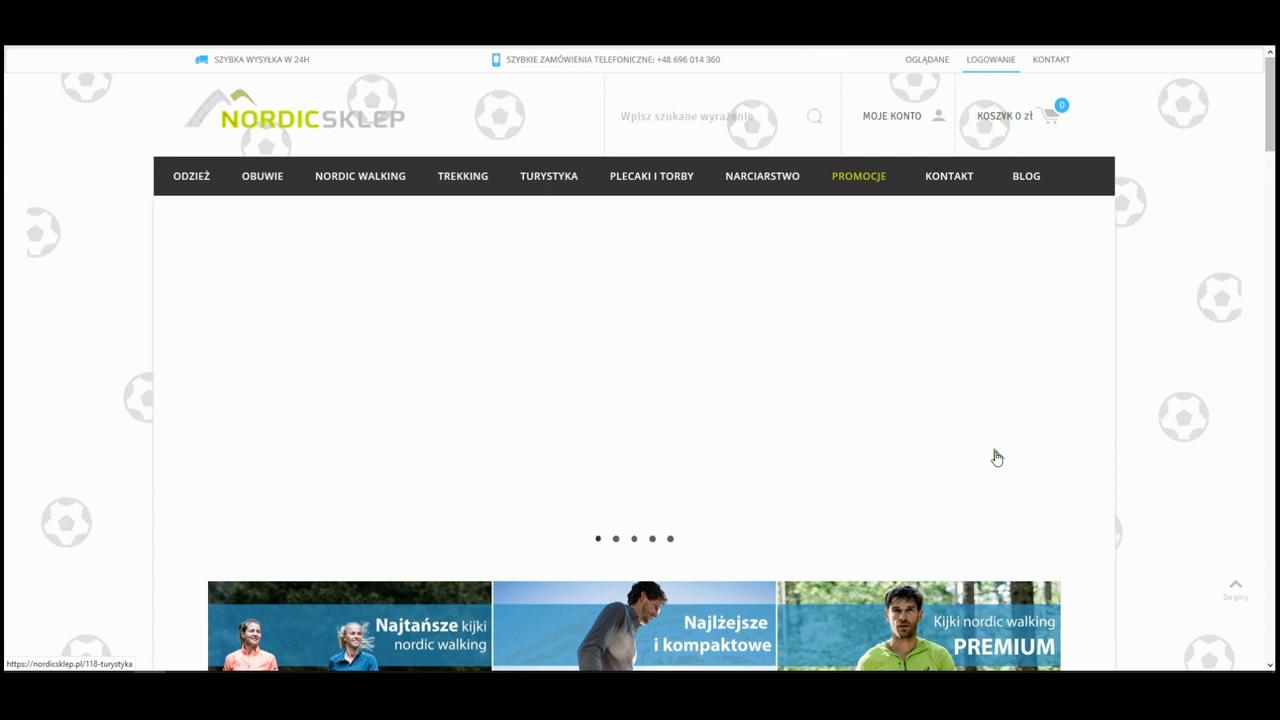 SZYBKA WYSYŁKA W 24H
SZYBKIE ZAMÓWIENIA TELEFONICZNE: +48 696 014 360
OGLĄDANE
LOGOWANIE
KONTAKT
NORDICSKLEP
Wpisz szukane wyrażenie
MOJE KONTO
KOSZYK 0 zł
0
ODZIEŻ
OBUWIE
NORDIC WALKING
TREKKING
TURYSTYKA
PLECAKI I TORBY
NARCIARSTWO
PROMOCJE
KONTAKT
BLOG
Najtańsze kijki
nordic walking
Najlżejsze
i kompaktowe
Kijki nordic walking
PREMIUM
Do góry
https://nordicsklep.pl/118-turystyka